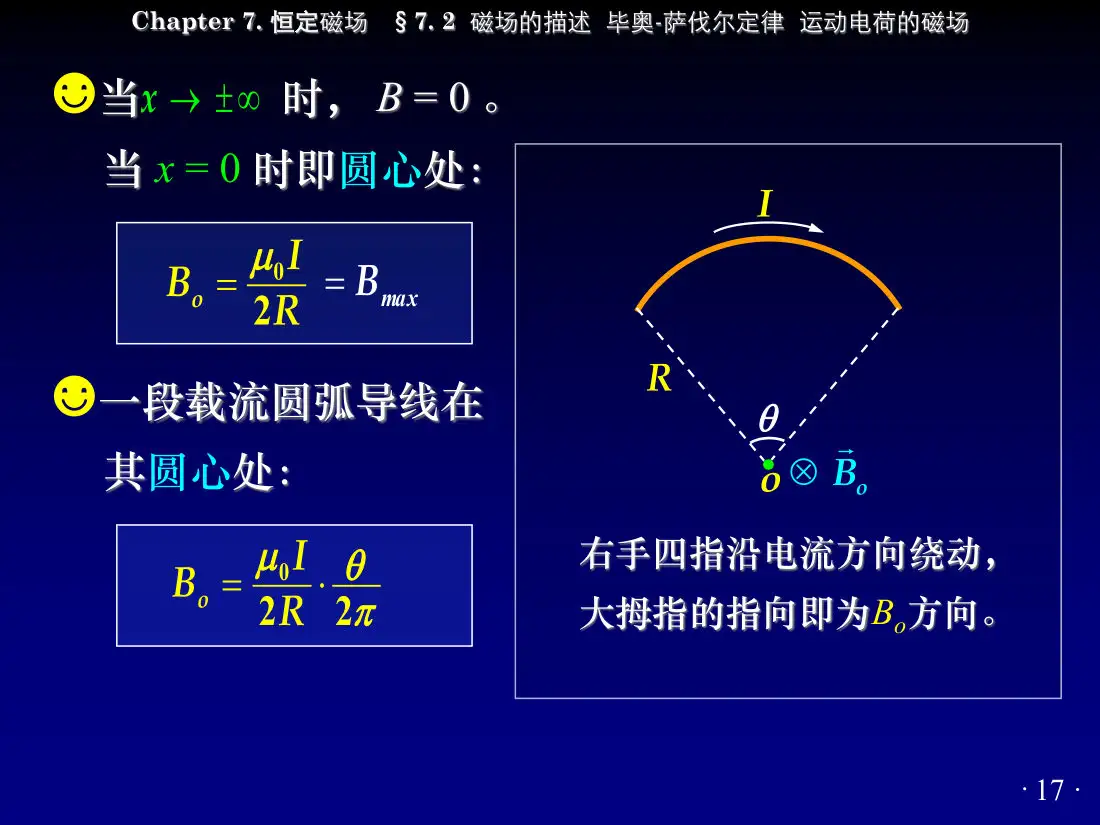 Chapter 7. 恒定磁场 §7. 2 磁场的描述 毕奥-萨伐尔定律 运动电荷的磁场
当x → ±∞ 时， B = 0 。
当 x = 0 时即圆心处：
B_o = μ_0 I / 2R = B_max
一段载流圆弧导线在
其圆心处：
B_o = μ_0 I / 2R · θ / 2π
I
R
θ
o ⊗ \vec{B}_o
右手四指沿电流方向绕动，
大拇指的指向即为B_o方向。
· 17 ·